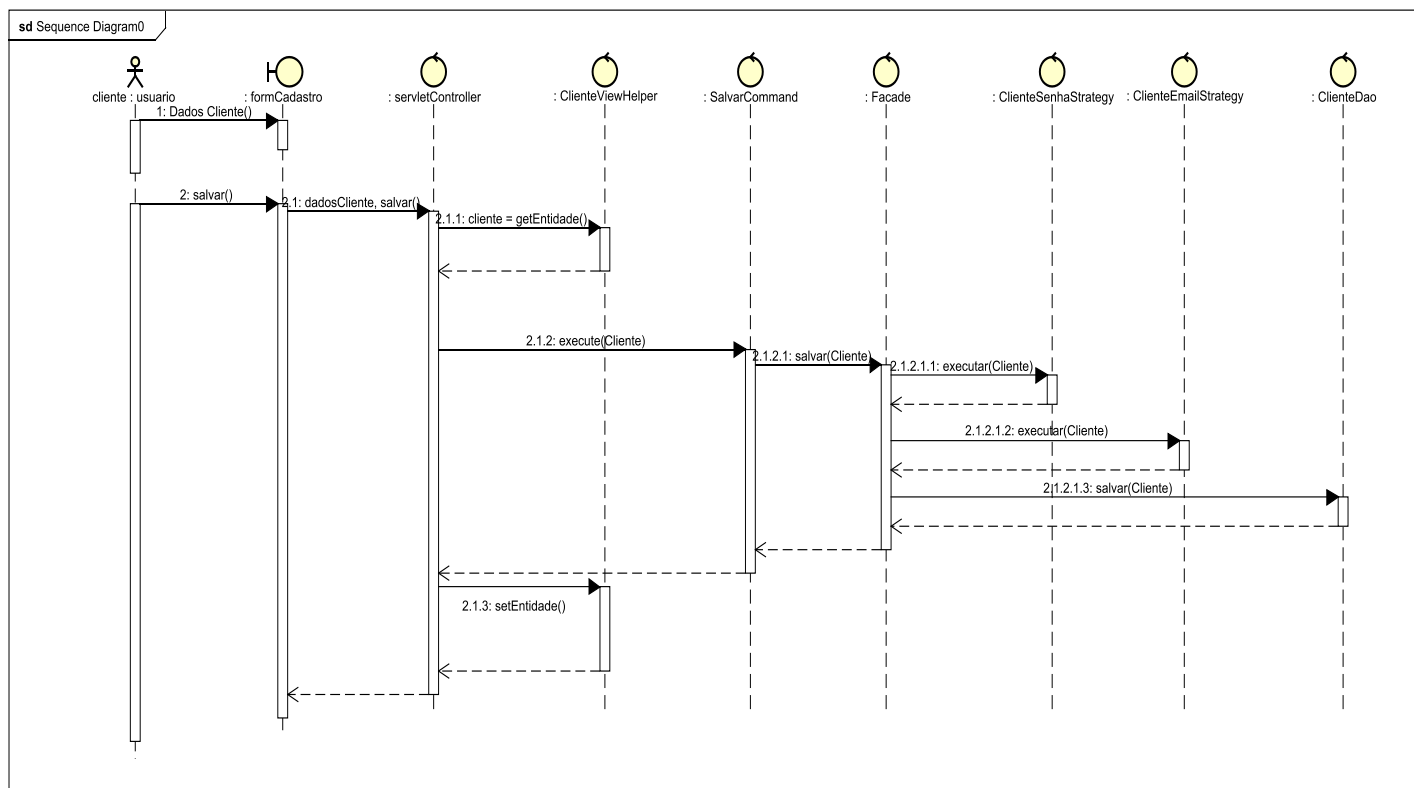 sd Sequence Diagram0
cliente : usuario
: formCadastro
: servletController
: ClienteViewHelper
: SalvarCommand
: Facade
: ClienteSenhaStrategy
: ClienteEmailStrategy
: ClienteDao
1: Dados Cliente()
2: salvar()
2.1: dadosCliente, salvar()
2.1.1: cliente = getEntidade()
2.1.2: execute(Cliente)
2.1.2.1: salvar(Cliente)
2.1.2.1.1: executar(Cliente)
2.1.2.1.2: executar(Cliente)
2.1.2.1.3: salvar(Cliente)
2.1.3: setEntidade()